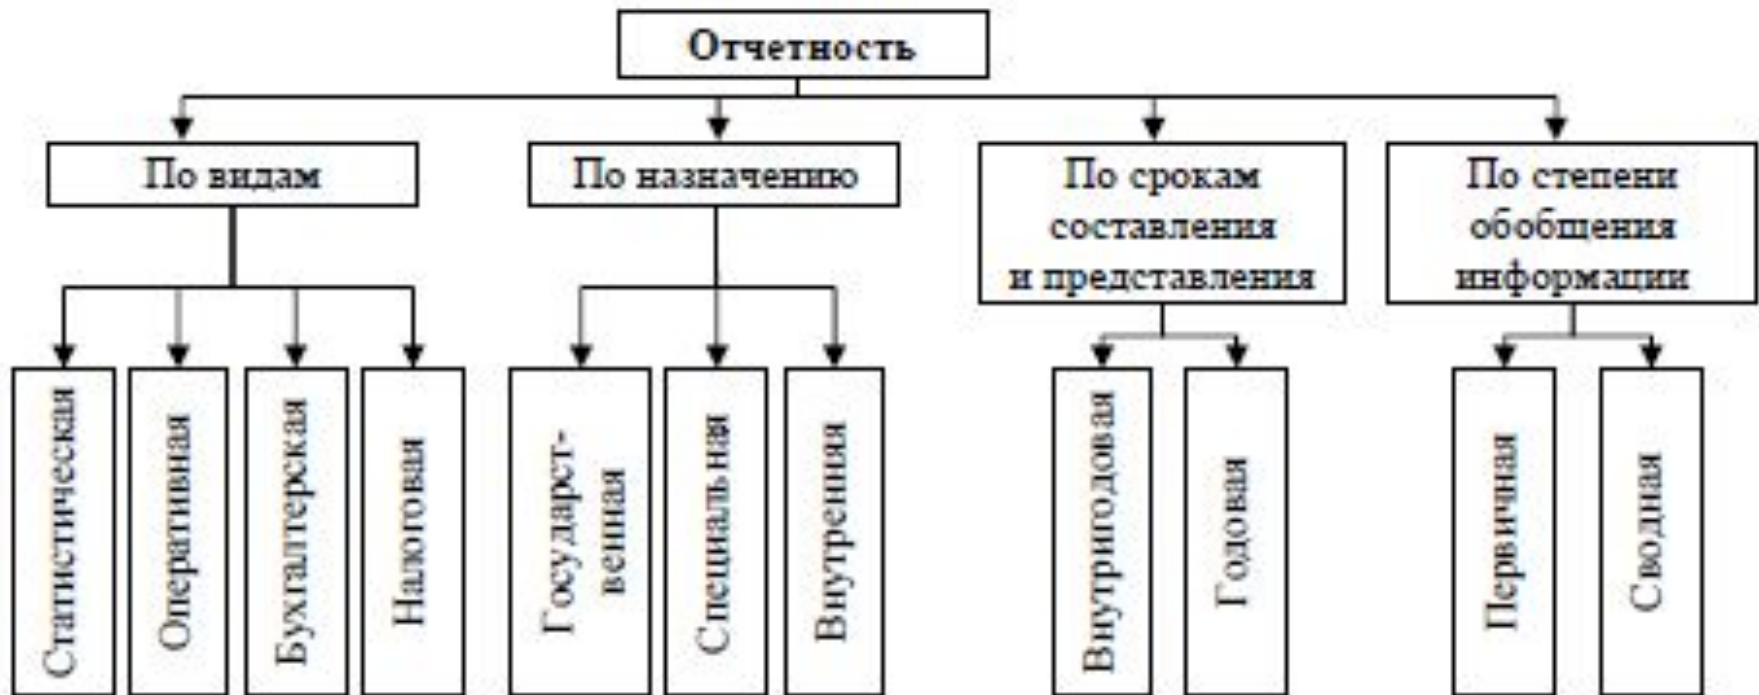 Отчетность
По видам
По назначению
По срокам
составления
и представления
По степени
обобщения
информации
Статистическая
Оперативная
Бухгалтерская
Налоговая
Государст-
венная
Специальная
Внутренняя
Внутригодовая
Годовая
Первичная
Сводная